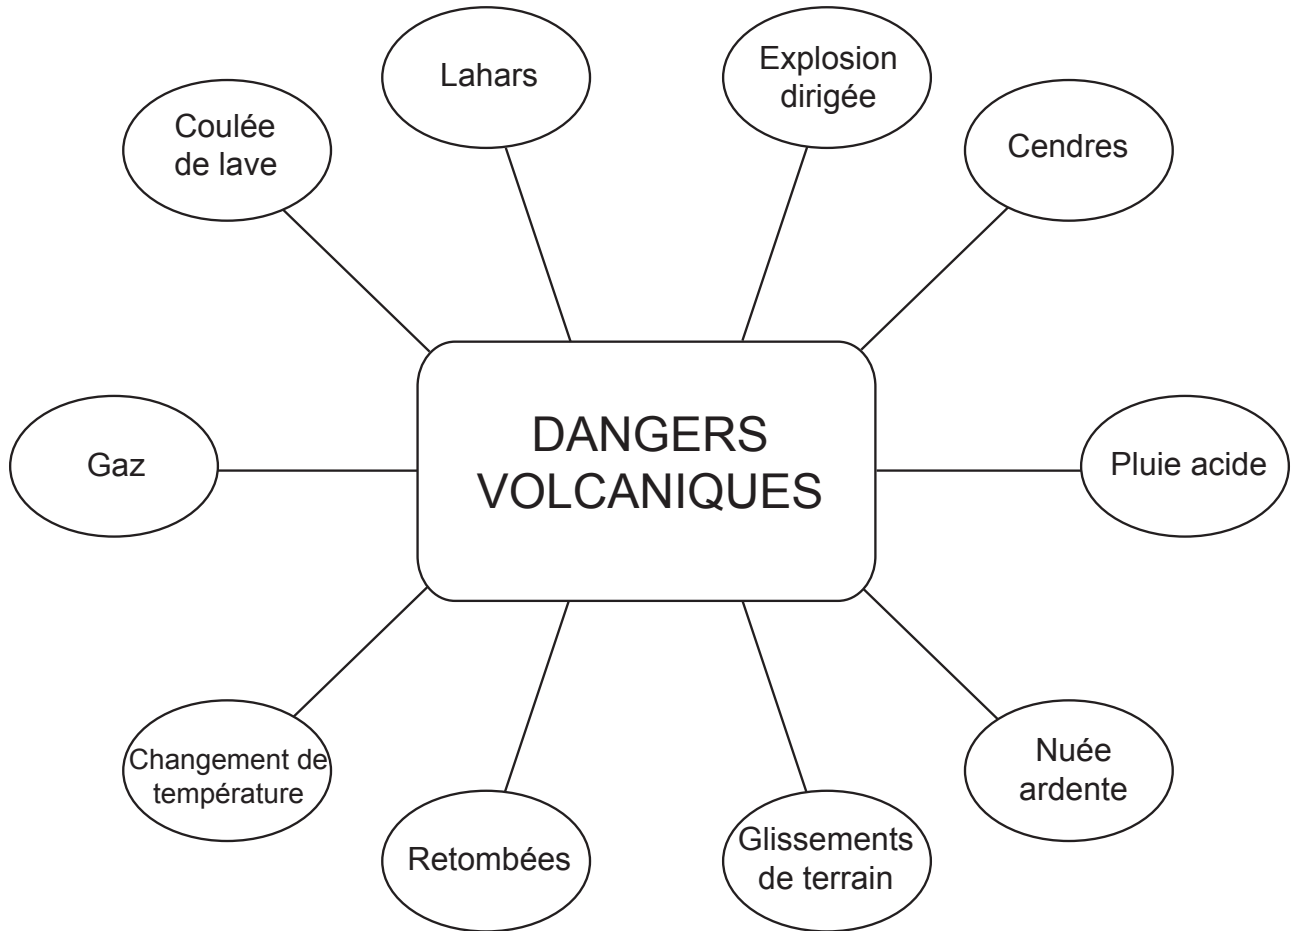 Lahars
Explosion
dirigée
Coulée
de lave
Cendres
DANGERS
VOLCANIQUES
Gaz
Pluie acide
Changement de
température
Nuée
ardente
Retombées
Glissements
de terrain